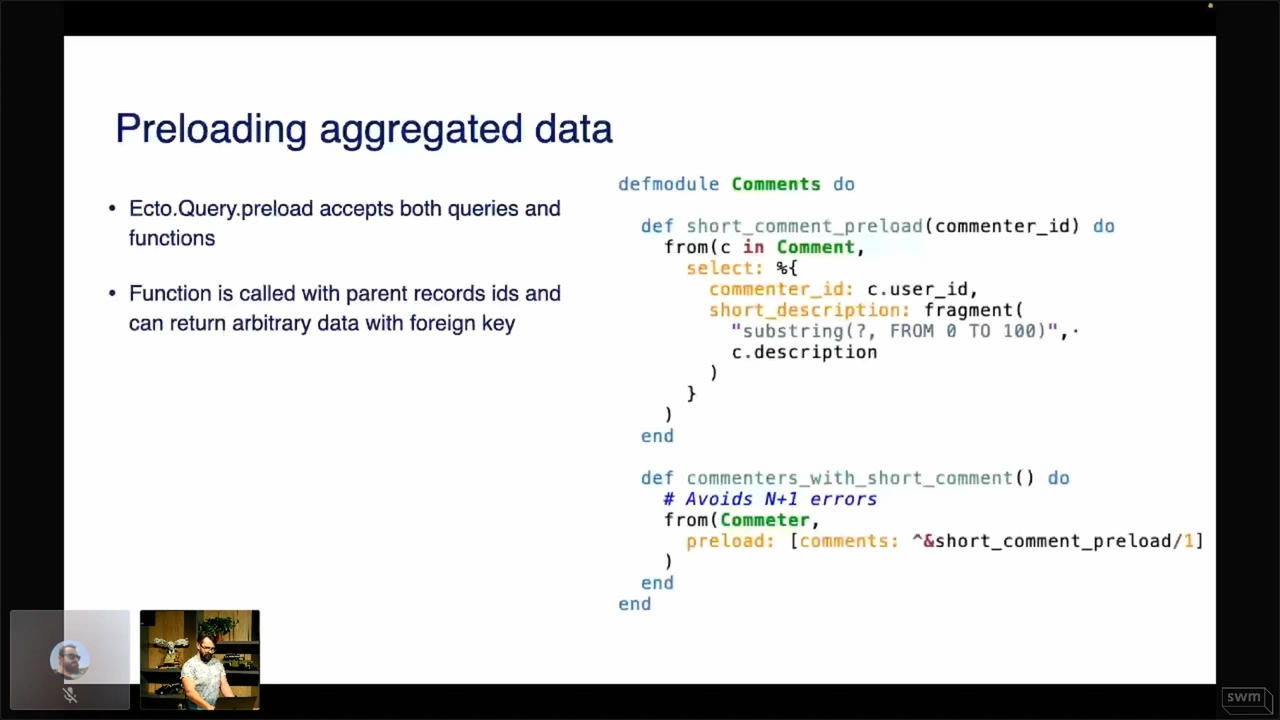 Preloading aggregated data
• Ecto.Query.preload accepts both queries and
functions
• Function is called with parent records ids and
can return arbitrary data with foreign key
defmodule Comments do
def short_comment_preload(commenter_id) do
from(c in Comment,
select: %{
commenter_id: c.user_id,
short_description: fragment(
"substring(?, FROM 0 TO 100)",·
c.description
)
}
)
end
def commenters_with_short_comment() do
# Avoids N+1 errors
from(Commeter,
preload: [comments: ^&short_comment_preload/1]
)
end
end
swm